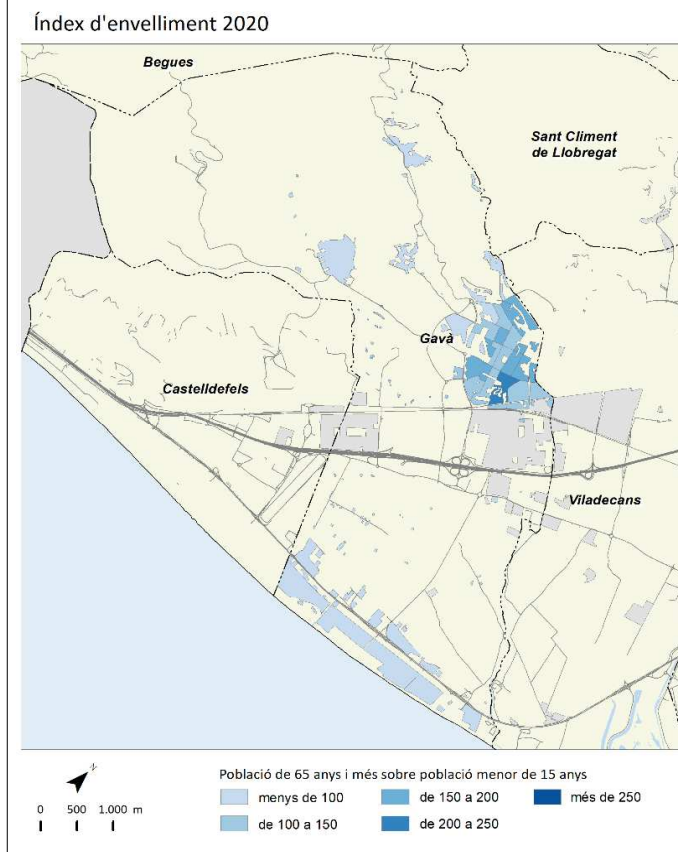 Índex d'envelliment 2020
Begues
Sant Climent
de Llobregat
Gavà
Castelldefels
Viladecans
N
0 500 1.000 m
Població de 65 anys i més sobre població menor de 15 anys
menys de 100
de 150 a 200
més de 250
de 100 a 150
de 200 a 250